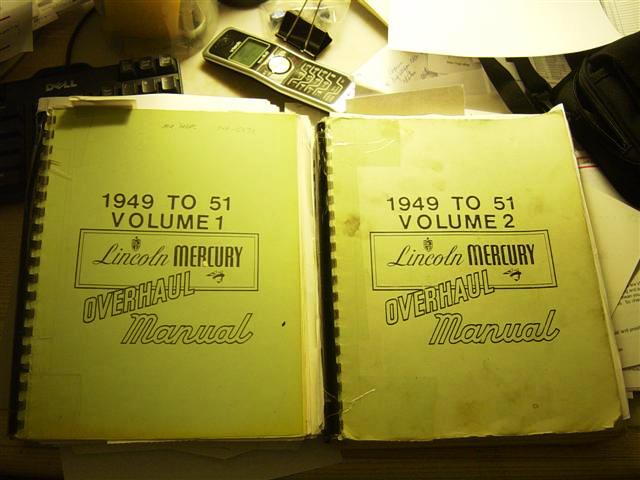 DELL
1949 TO 51
VOLUME 1
Lincoln MERCURY
OVERHAUL
Manual
1949 TO 51
VOLUME 2
Lincoln MERCURY
OVERHAUL
Manual